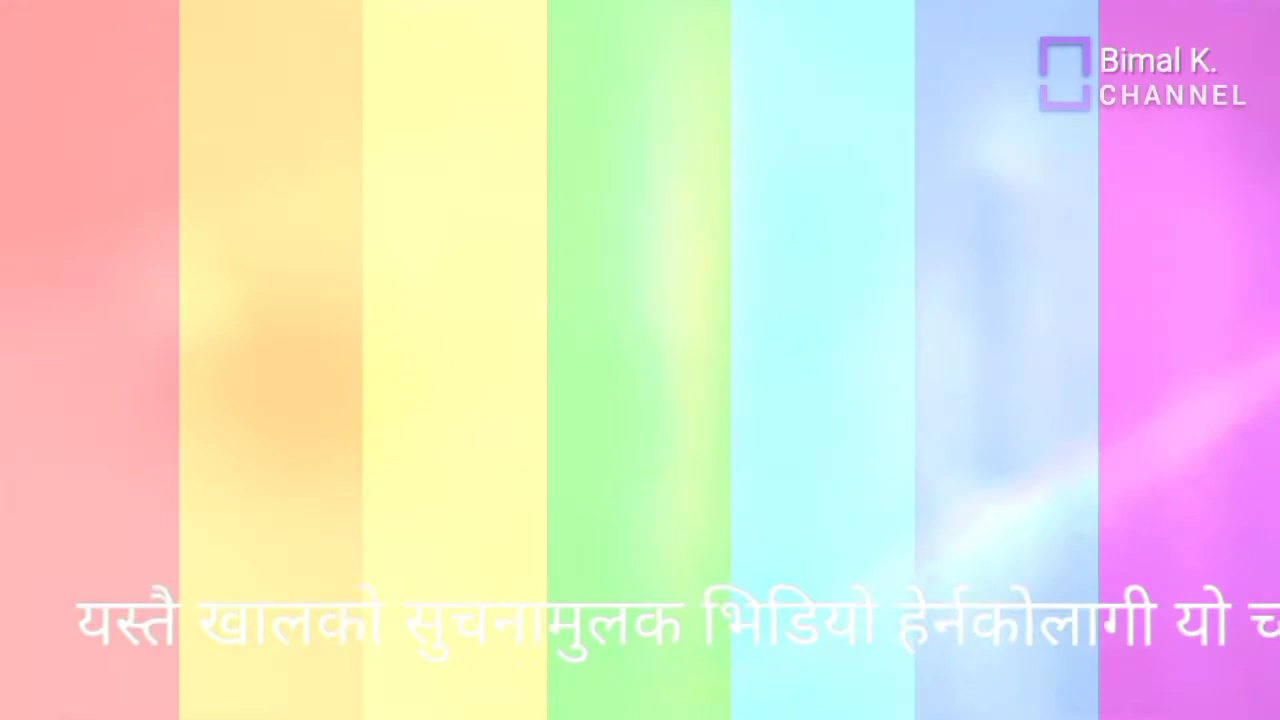 Bimal K.
CHANNEL
यस्तै खालको सुचनामुलक भिडियो हेर्नकोलागी यो